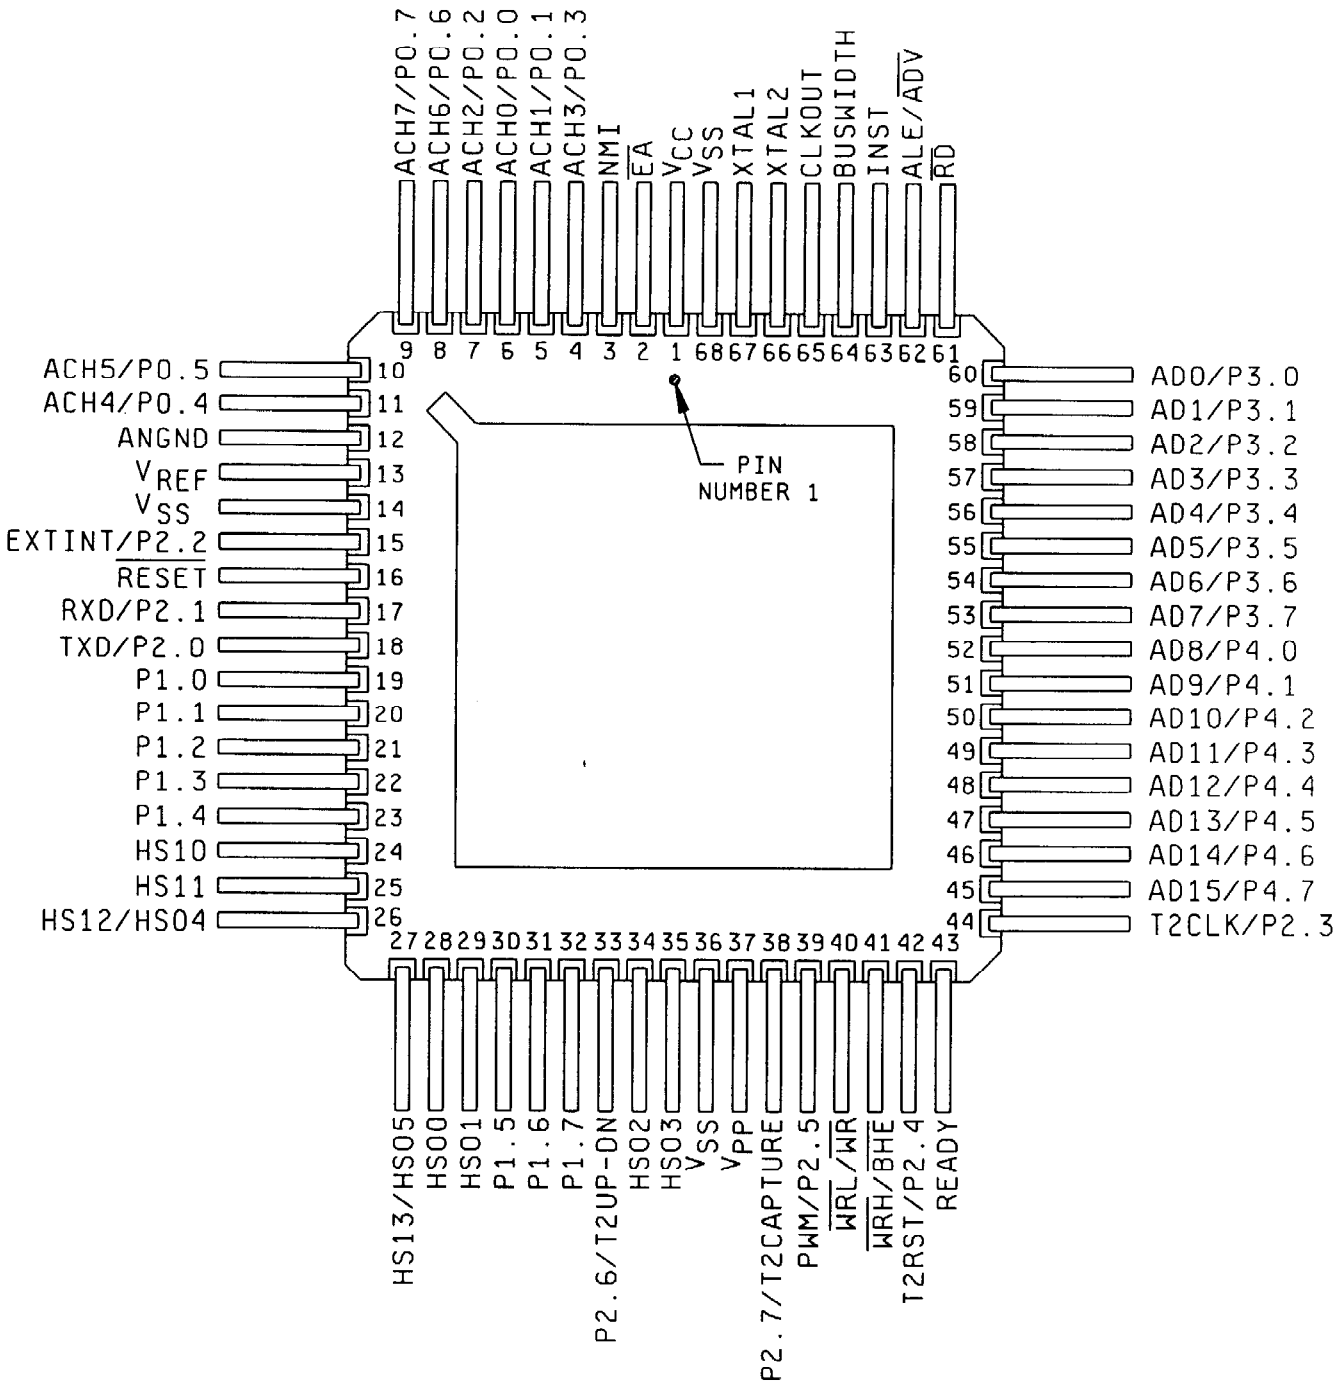 ACH7/P0.7
ACH6/P0.6
ACH2/P0.2
ACH0/P0.0
ACH1/P0.1
ACH3/P0.3
NMI
EA
VCC
VSS
XTAL1
XTAL2
CLKOUT
BUSWIDTH
INST
ALE/ADV
RD
9 8 7 6 5 4 3 2 1 68 67 66 65 64 63 62 61
ACH5/P0.5 10
ACH4/P0.4 11
ANGND 12
VREF 13
VSS 14
EXTINT/P2.2 15
RESET 16
RXD/P2.1 17
TXD/P2.0 18
P1.0 19
P1.1 20
P1.2 21
P1.3 22
P1.4 23
HS10 24
HS11 25
HS12/HSO4 26
PIN
NUMBER 1
60 AD0/P3.0
59 AD1/P3.1
58 AD2/P3.2
57 AD3/P3.3
56 AD4/P3.4
55 AD5/P3.5
54 AD6/P3.6
53 AD7/P3.7
52 AD8/P4.0
51 AD9/P4.1
50 AD10/P4.2
49 AD11/P4.3
48 AD12/P4.4
47 AD13/P4.5
46 AD14/P4.6
45 AD15/P4.7
44 T2CLK/P2.3
27 28 29 30 31 32 33 34 35 36 37 38 39 40 41 42 43
HS13/HSO5
HSO0
HSO1
P1.5
P1.6
P1.7
P2.6/T2UP-DN
HSO2
HSO3
VSS
VPP
P2.7/T2CAPTURE
PWM/P2.5
WRL/WR
WRH/BHE
T2RST/P2.4
READY